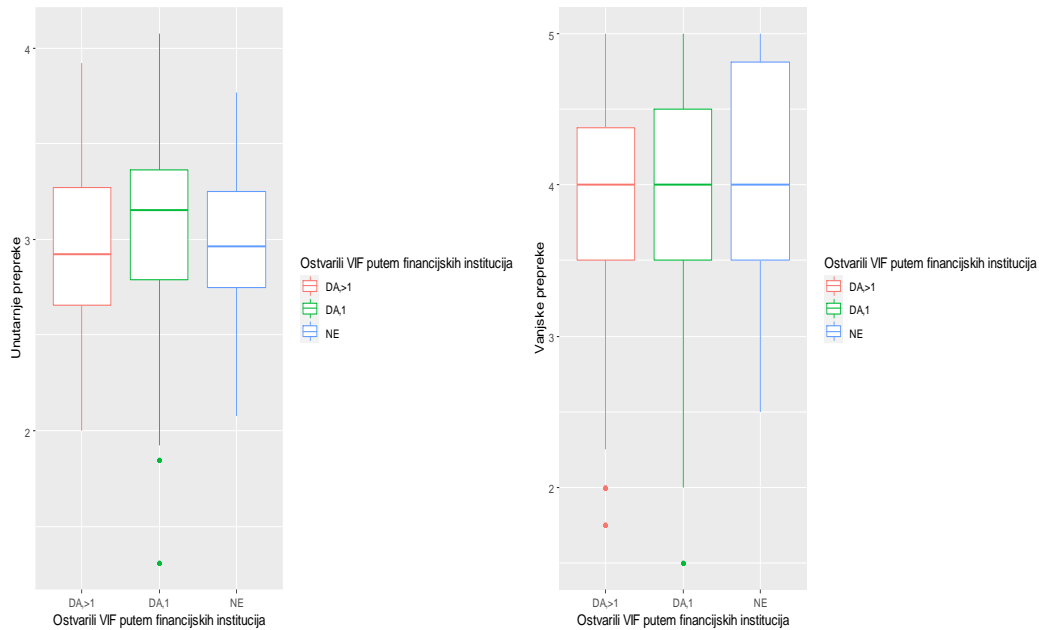 4
3
2
Unutarnje prepreke
DA,>1
DA,1
NE
Ostvarili VIF putem financijskih institucija
Ostvarili VIF putem financijskih institucija
DA,>1
DA,1
NE
5
4
3
2
Vanjske prepreke
DA,>1
DA,1
NE
Ostvarili VIF putem financijskih institucija
Ostvarili VIF putem financijskih institucija
DA,>1
DA,1
NE